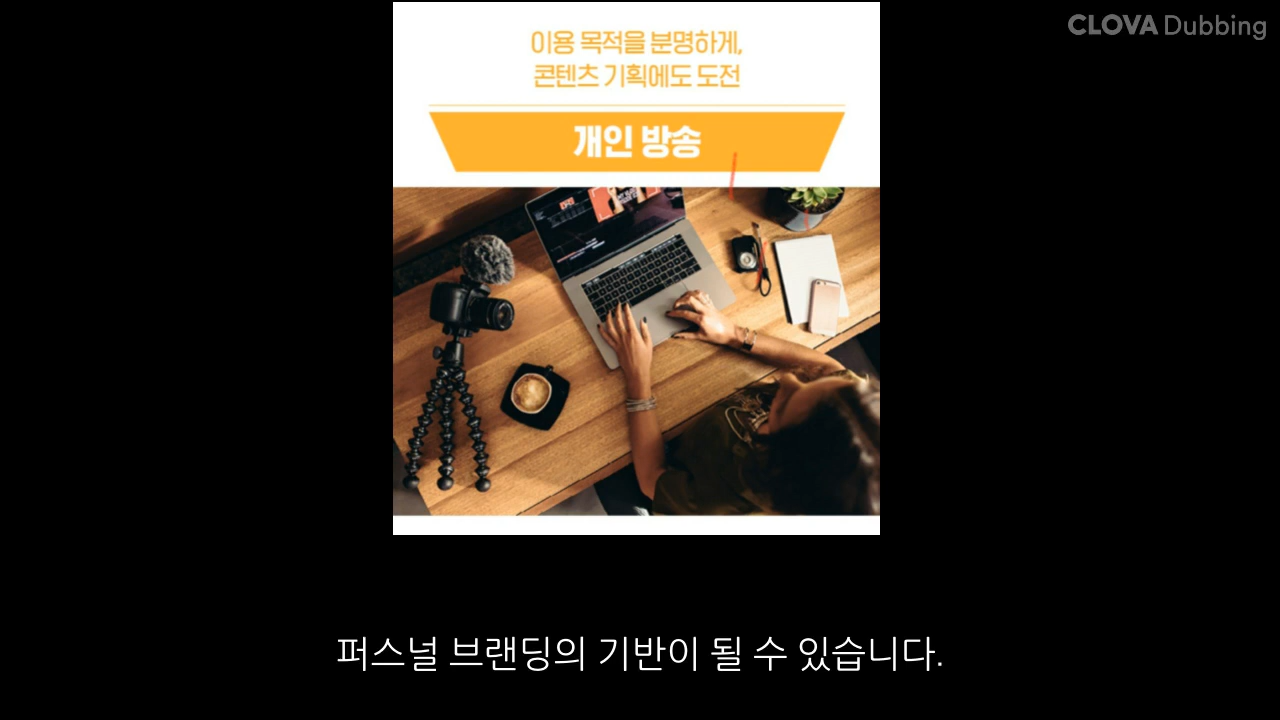 CLOVA Dubbing
이용 목적을 분명하게,
콘텐츠 기획에도 도전
개인 방송
퍼스널 브랜딩의 기반이 될 수 있습니다.